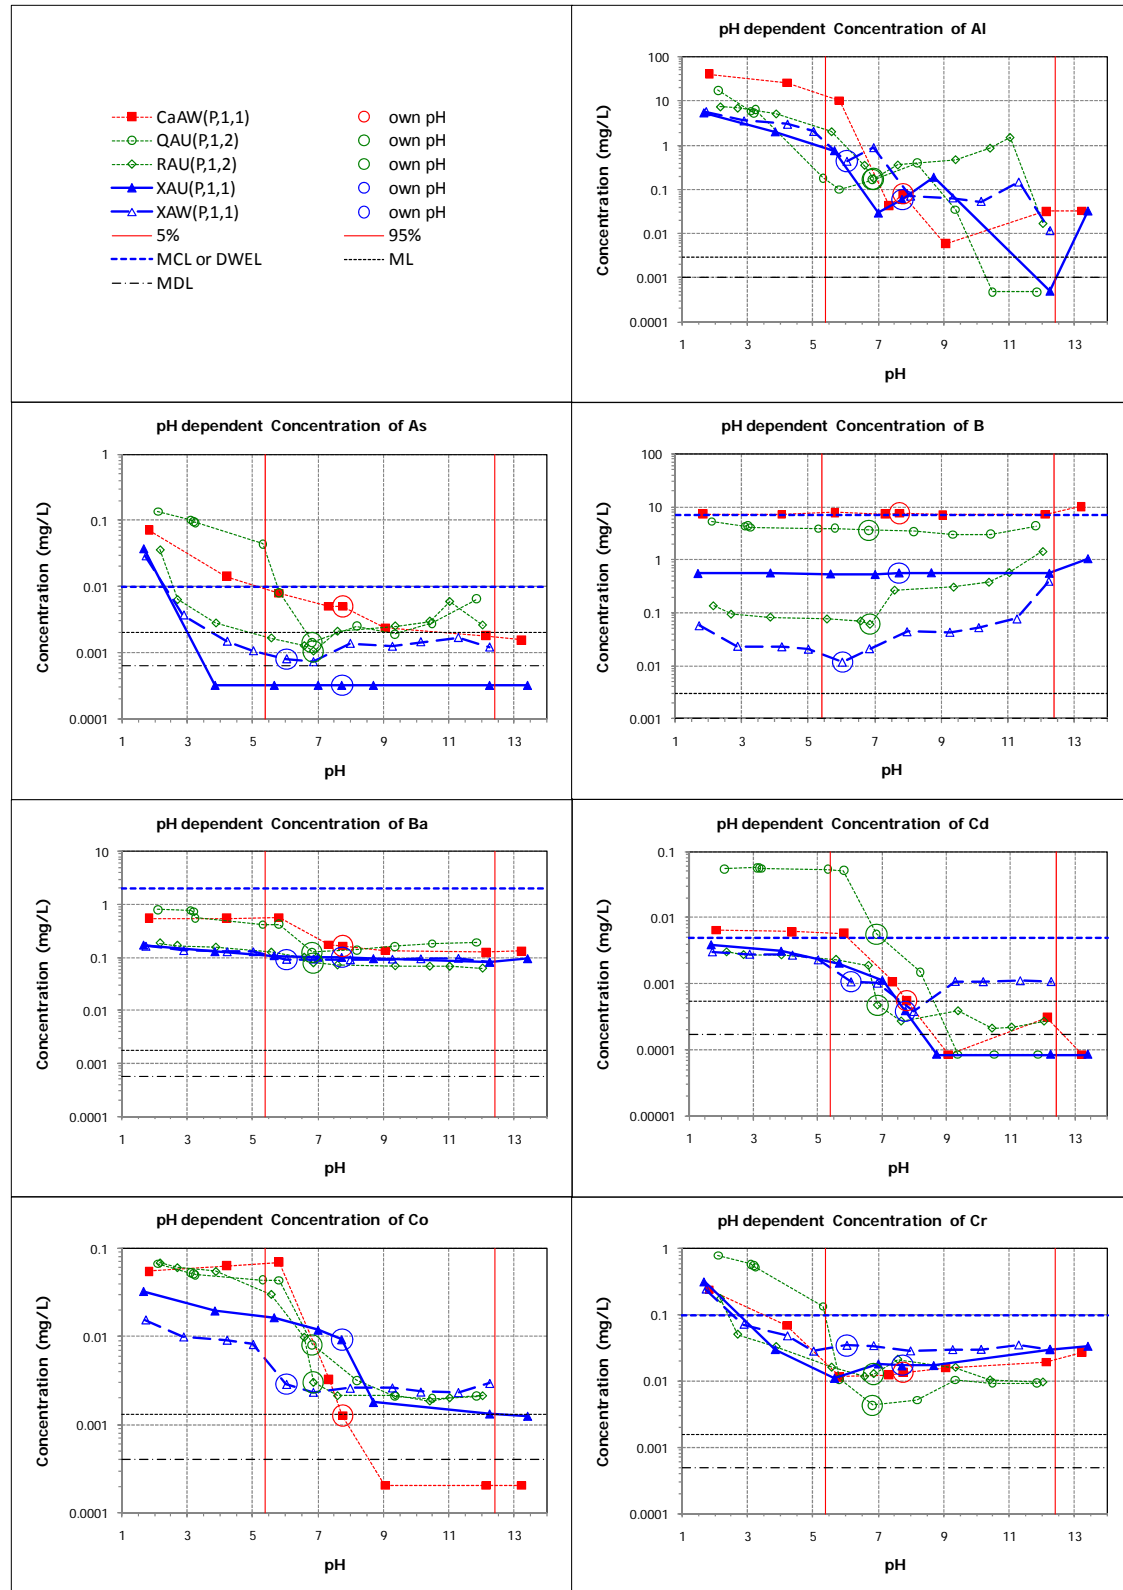 CaAW(P,1,1) own pH
QAU(P,1,2) own pH
RAU(P,1,2) own pH
XAU(P,1,1) own pH
XAW(P,1,1) own pH
5% 95%
MCL or DWEL ML
MDL
pH dependent Concentration of Al
Concentration (mg/L)
100
10
1
0.1
0.01
0.001
0.0001
1 3 5 7 9 11 13
pH
pH dependent Concentration of As
Concentration (mg/L)
1
0.1
0.01
0.001
0.0001
1 3 5 7 9 11 13
pH
pH dependent Concentration of B
Concentration (mg/L)
100
10
1
0.1
0.01
0.001
1 3 5 7 9 11 13
pH
pH dependent Concentration of Ba
Concentration (mg/L)
10
1
0.1
0.01
0.001
0.0001
1 3 5 7 9 11 13
pH
pH dependent Concentration of Cd
Concentration (mg/L)
0.1
0.01
0.001
0.0001
0.00001
1 3 5 7 9 11 13
pH
pH dependent Concentration of Co
Concentration (mg/L)
0.1
0.01
0.001
0.0001
1 3 5 7 9 11 13
pH
pH dependent Concentration of Cr
Concentration (mg/L)
1
0.1
0.01
0.001
0.0001
1 3 5 7 9 11 13
pH